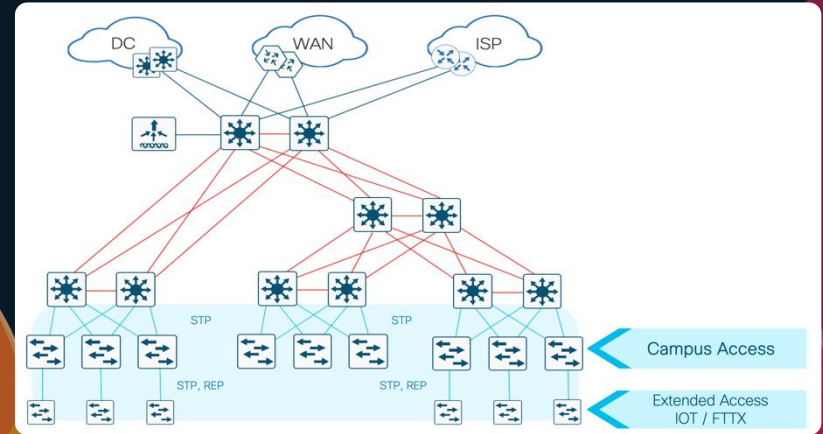 DC
WAN
ISP
STP
STP
Campus Access
STP, REP
STP, REP
Extended Access
IOT / FTTX